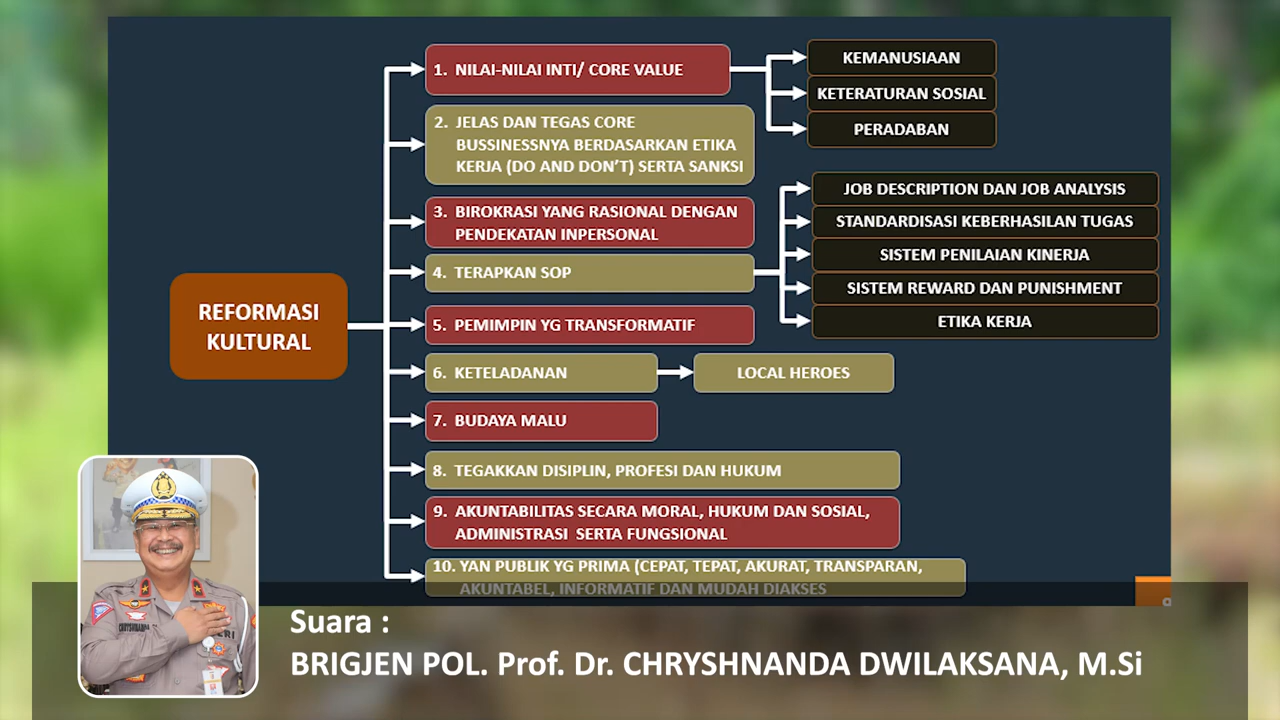 REFORMASI
KULTURAL
1. NILAI-NILAI INTI/ CORE VALUE
KEMANUSIAAN
KETERATURAN SOSIAL
PERADABAN
2. JELAS DAN TEGAS CORE
BUSSINESSNYA BERDASARKAN ETIKA
KERJA (DO AND DON'T) SERTA SANKSI
3. BIROKRASI YANG RASIONAL DENGAN
PENDEKATAN INPERSONAL
4. TERAPKAN SOP
JOB DESCRIPTION DAN JOB ANALYSIS
STANDARDISASI KEBERHASILAN TUGAS
SISTEM PENILAIAN KINERJA
SISTEM REWARD DAN PUNISHMENT
ETIKA KERJA
5. PEMIMPIN YG TRANSFORMATIF
6. KETELADANAN
LOCAL HEROES
7. BUDAYA MALU
8. TEGAKKAN DISIPLIN, PROFESI DAN HUKUM
9. AKUNTABILITAS SECARA MORAL, HUKUM DAN SOSIAL,
ADMINISTRASI SERTA FUNGSIONAL
10. YAN PUBLIK YG PRIMA (CEPAT, TEPAT, AKURAT, TRANSPARAN,
AKUNTABEL, INFORMATIF DAN MUDAH DIAKSES
Suara :
BRIGJEN POL. Prof. Dr. CHRYSHNANDA DWILAKSANA, M.Si